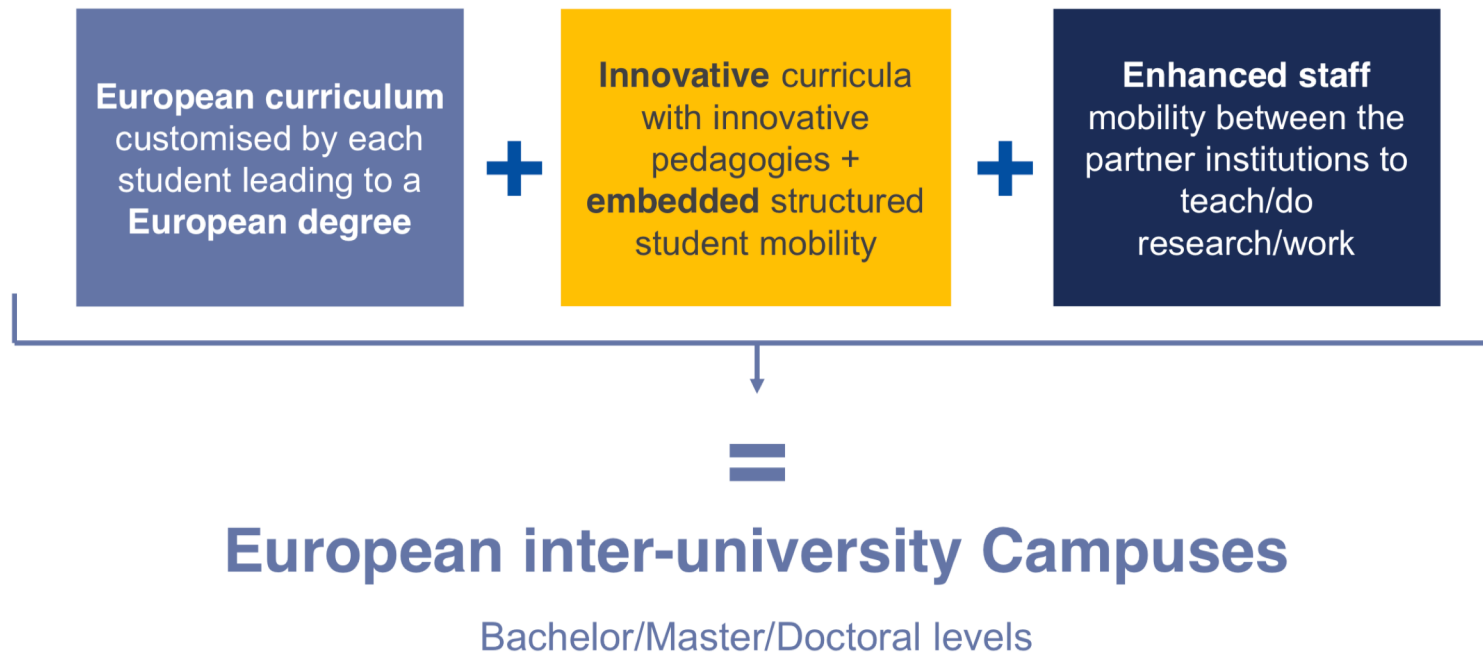 European curriculum
customised by each
student leading to a
European degree
+
Innovative curricula
with innovative
pedagogies +
embedded structured
student mobility
+
Enhanced staff
mobility between the
partner institutions to
teach/do
research/work
=
European inter-university Campuses
Bachelor/Master/Doctoral levels